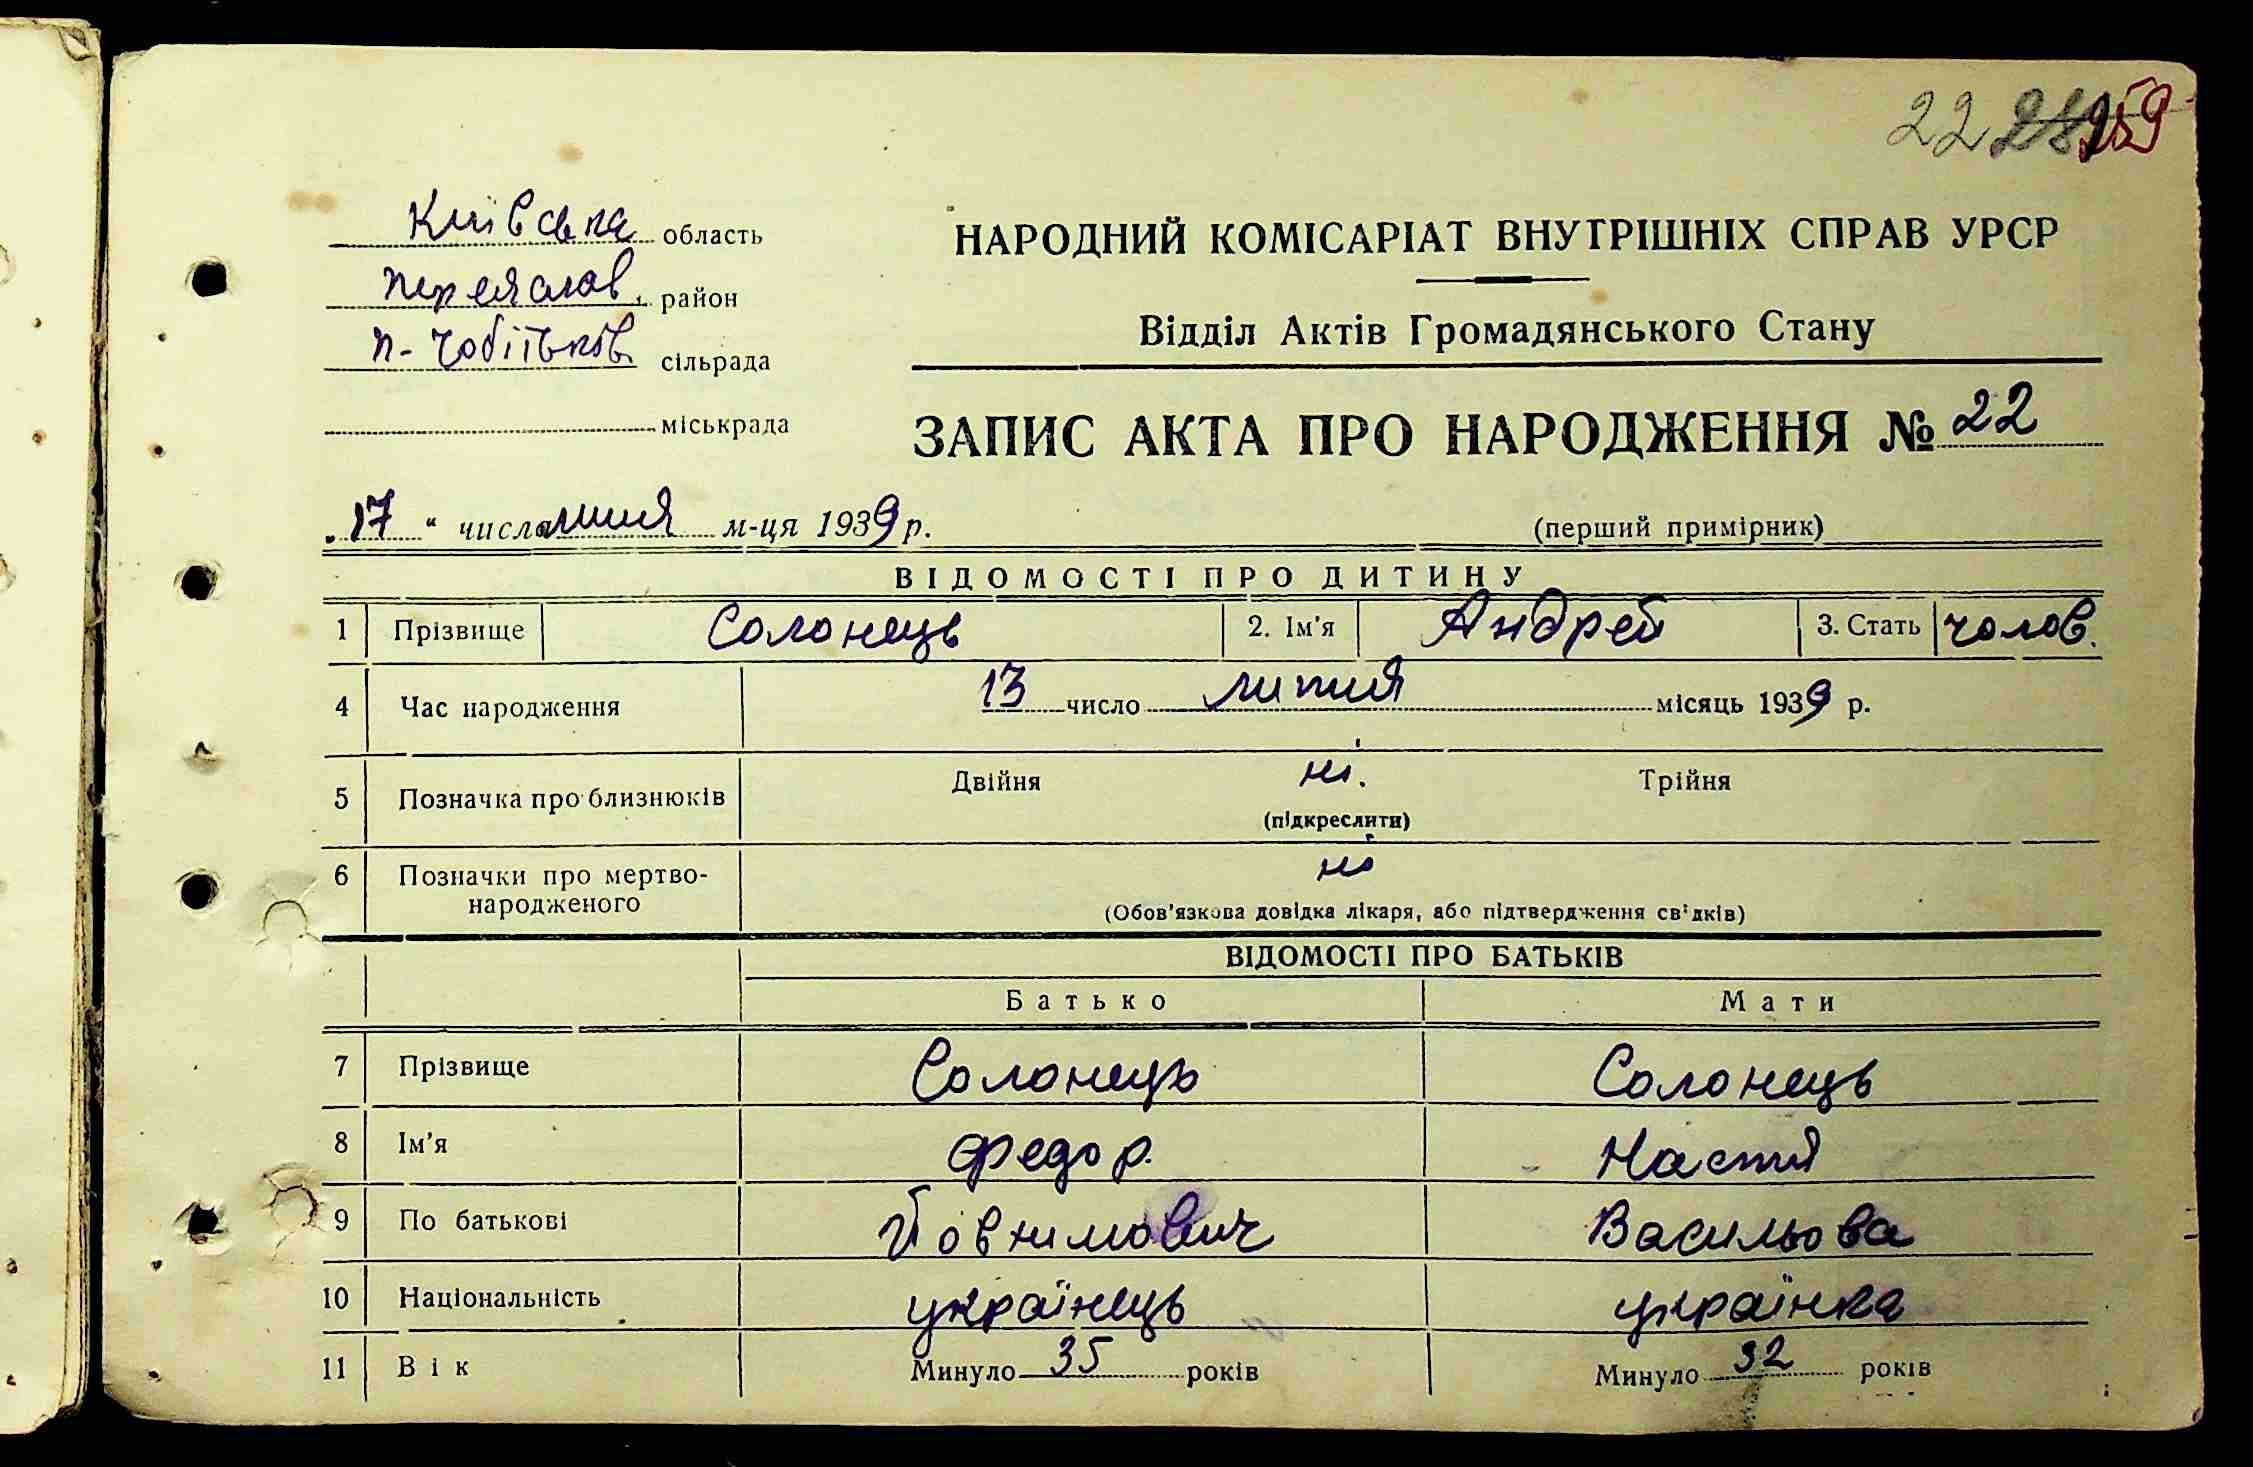 22 259
Київська область
Переяслав. район
п-Чобітьків. сільрада
міськрада
НАРОДНИЙ КОМІСАРІАТ ВНУТРІШНІХ СПРАВ УРСР
Відділ Актів Громадянського Стану
ЗАПИС АКТА ПРО НАРОДЖЕННЯ № 22
„17“ числа липня м-ця 1939 р. (перший примірник)
ВІДОМОСТІ ПРО ДИТИНУ
1 Прізвище Солонець 2. Ім'я Андрей 3. Стать чолов.
4 Час народження 13 число липня місяць 1939 р.
5 Позначка про близнюків Двійня ні. Трійня
(підкреслити)
6 Позначки про мертво-
народженого ні
(Обов'язкова довідка лікаря, або підтвердження свідків)
ВІДОМОСТІ ПРО БАТЬКІВ
Батько Мати
7 Прізвище Солонець Солонець
8 Ім'я Федор. Настя
9 По батькові Йовхимович Васильова
10 Національність українець українка
11 Вік Минуло 35 років Минуло 32 років